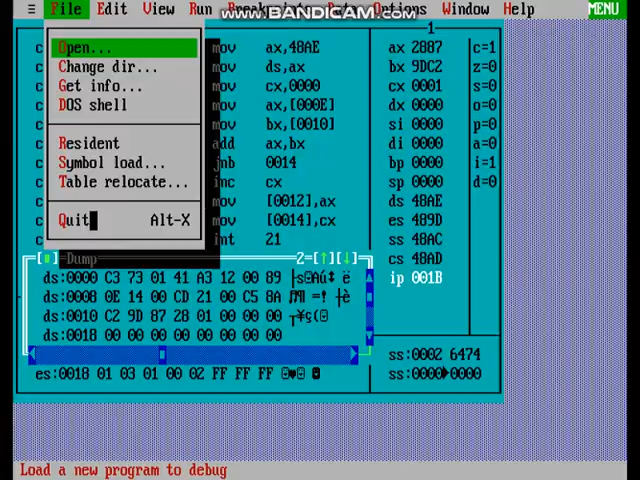 ≡ File Edit View Run Breakpoints Data Options Window Help MENU
www.BANDICAM.com
1
Open...
Change dir...
Get info...
DOS shell
Resident
Symbol load...
Table relocate...
Quit Alt-X
c mov ax,48AE ax 2887 c=1
c mov ds,ax bx 9DC2 z=0
c mov cx,0000 cx 0001 s=0
c mov ax,[000E] dx 0000 o=0
c mov bx,[0010] si 0000 p=0
c add ax,bx di 0000 a=0
c jnb 0014 bp 0000 i=1
c inc cx sp 0000 d=0
c mov [0012],ax ds 48AE
c mov [0014],cx es 489D
c int 21 ss 48AC
cs 48AD
ip 001B
[■] Dump 2=[↑][↓]
ds:0000 C3 73 01 41 A3 12 00 89
ds:0008 0E 14 00 CD 21 00 C5 8A
ds:0010 C2 9D 87 28 01 00 00 00
ds:0018 00 00 00 00 00 00 00 00
es:0018 01 03 01 00 02 FF FF FF
ss:0002 6474
ss:0000►0000
Load a new program to debug